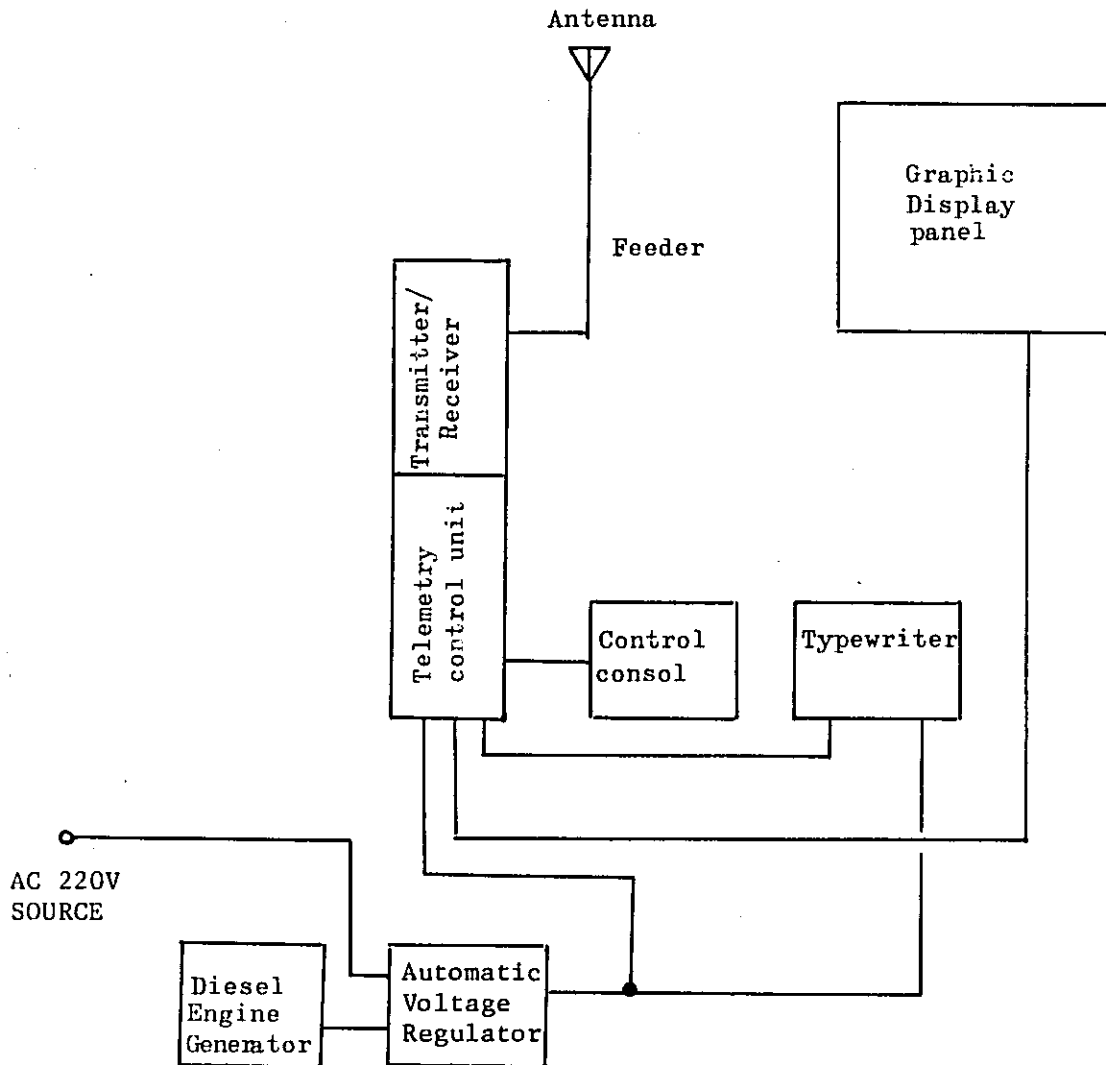 Antenna
Graphic
Display
panel
Feeder
Transmitter/
Receiver
Telemetry
control unit
Control
consol
Typewriter
AC 220V
SOURCE
Diesel
Engine
Generator
Automatic
Voltage
Regulator